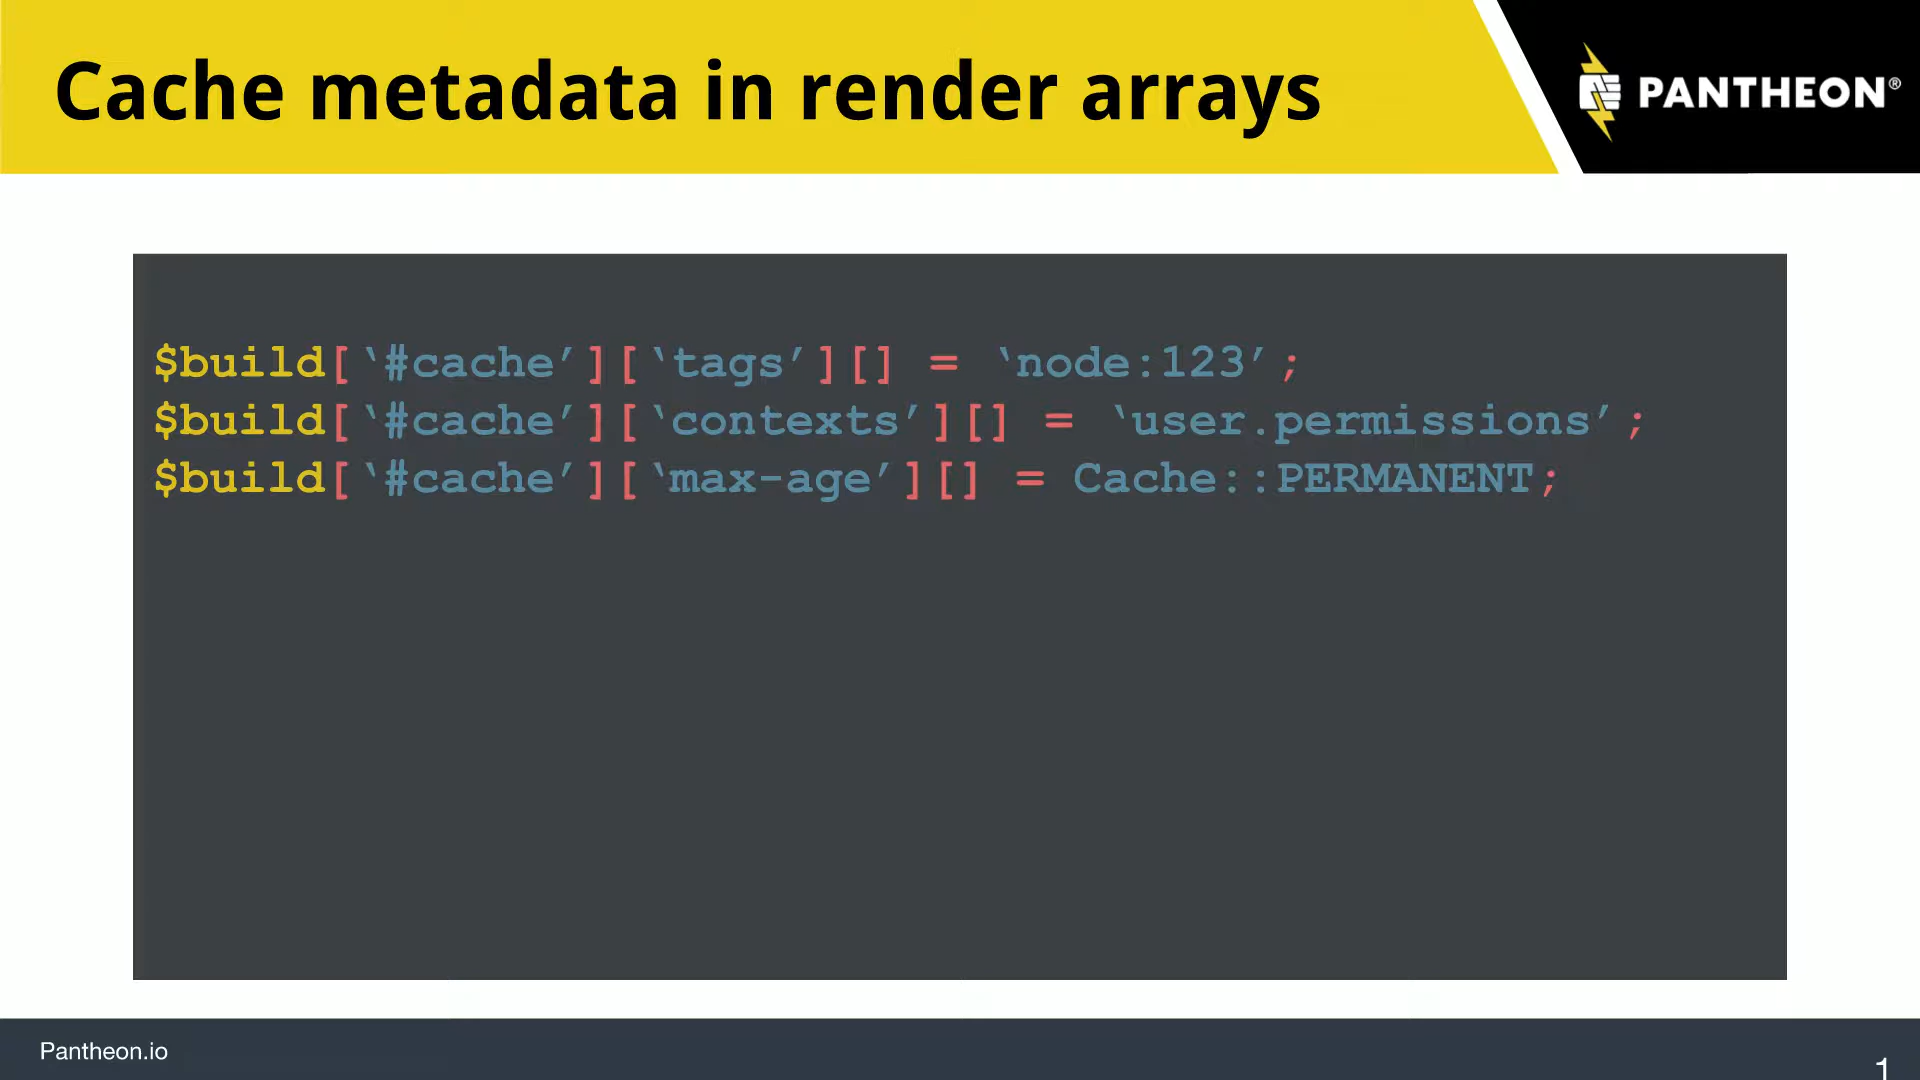 Cache metadata in render arrays
PANTHEON®
$build[‘#cache’][‘tags’][] = ‘node:123’;
$build[‘#cache’][‘contexts’][] = ‘user.permissions’;
$build[‘#cache’][‘max-age’][] = Cache::PERMANENT;
Pantheon.io
1